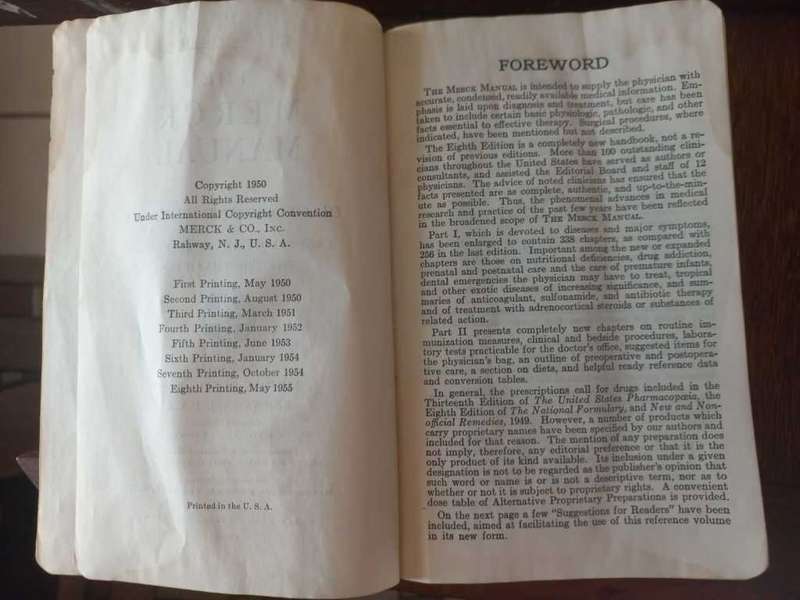 Copyright 1950
All Rights Reserved
Under International Copyright Convention
MERCK & CO., INC.
Rahway, N. J., U. S. A.
First Printing, May 1950
Second Printing, August 1950
Third Printing, March 1951
Fourth Printing, January 1952
Fifth Printing, June 1953
Sixth Printing, January 1954
Seventh Printing, October 1954
Eighth Printing, May 1955
Printed in the U. S. A.
FOREWORD
THE MERCK MANUAL is intended to supply the physician with
accurate, condensed, readily available medical information. Em-
phasis is laid upon diagnosis and treatment, but care has been
taken to include certain basic physiologic, pathologic, and other
facts essential to effective therapy. Surgical procedures, where
indicated, have been mentioned but not described.
The Eighth Edition is a completely new handbook, not a re-
vision of previous editions. More than 100 outstanding clini-
cians throughout the United States have served as authors or
consultants, and assisted the Editorial Board and staff of 12
physicians. The advice of noted clinicians has ensured that the
facts presented are as complete, authentic, and up-to-the-min-
ute as possible. Thus, the phenomenal advances in medical
research and practice of the past few years have been reflected
in the broadened scope of THE MERCK MANUAL.
Part I, which is devoted to diseases and major symptoms,
has been enlarged to contain 338 chapters, as compared with
256 in the last edition. Important among the new or expanded
chapters are those on nutritional deficiencies, drug addiction,
prenatal and postnatal care and the care of premature infants,
dental emergencies the physician may have to treat, tropical
and other exotic diseases of increasing significance, and sum-
maries of anticoagulant, sulfonamide, and antibiotic therapy
and of treatment with adrenocortical steroids or substances of
related action.
Part II presents completely new chapters on routine im-
munization measures, clinical and bedside procedures, labora-
tory tests practicable for the doctor's office, suggested items for
the physician's bag, an outline of preoperative and postopera-
tive care, a section on diets, and helpful ready reference data
and conversion tables.
In general, the prescriptions call for drugs included in the
Thirteenth Edition of The United States Pharmacopœia, the
Eighth Edition of The National Formulary, and New and Non-
official Remedies, 1949. However, a number of products which
carry proprietary names have been specified by our authors and
included for that reason. The mention of any preparation does
not imply, therefore, any editorial preference or that it is the
only product of its kind available. Its inclusion under a given
designation is not to be regarded as the publisher's opinion that
such word or name is or is not a descriptive term, nor as to
whether or not it is subject to proprietary rights. A convenient
dose table of Alternative Proprietary Preparations is provided.
On the next page a few "Suggestions for Readers" have been
included, aimed at facilitating the use of this reference volume
in its new form.